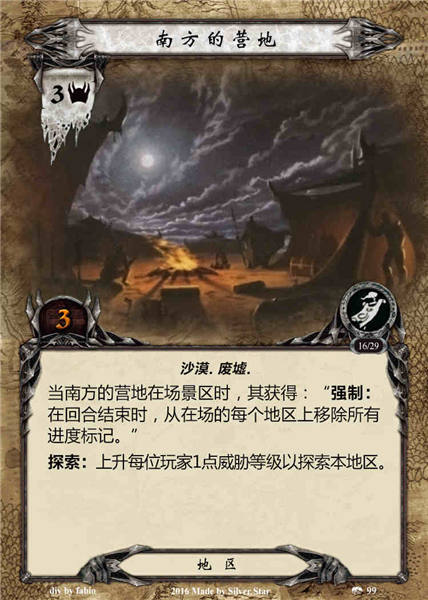 南方的营地
3
3
16/29
沙漠. 废墟.
当南方的营地在场景区时，其获得：“强制：
在回合结束时，从在场的每个地区上移除所有
进度标记。”
探索：上升每位玩家1点威胁等级以探索本地区。
地 区
diy by fabio
2016 Made by Silver.Star
99